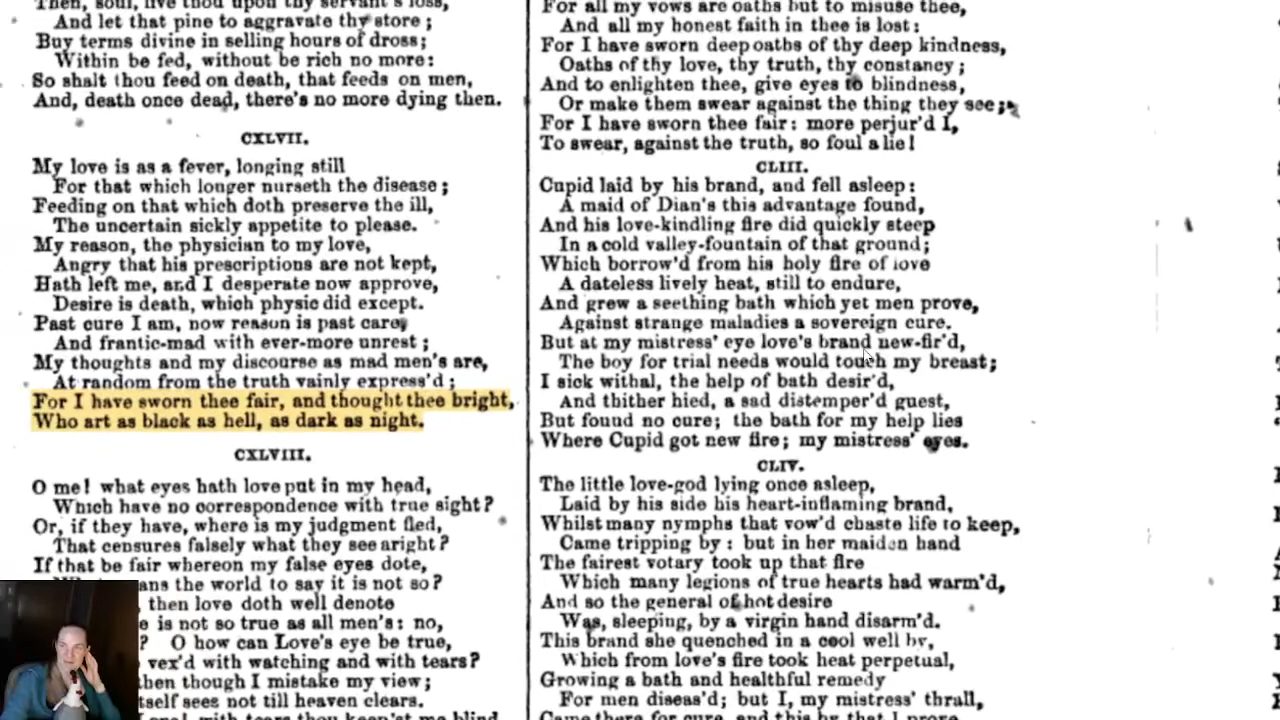 Then, soul, live thou upon thy servant's loss,
And let that pine to aggravate thy store;
Buy terms divine in selling hours of dross;
Within be fed, without be rich no more:
So shalt thou feed on death, that feeds on men,
And, death once dead, there's no more dying then.
CXLVII.
My love is as a fever, longing still
For that which longer nurseth the disease;
Feeding on that which doth preserve the ill,
The uncertain sickly appetite to please.
My reason, the physician to my love,
Angry that his prescriptions are not kept,
Hath left me, and I desperate now approve,
Desire is death, which physic did except.
Past cure I am, now reason is past care,
And frantic-mad with ever-more unrest;
My thoughts and my discourse as mad men's are,
At random from the truth vainly express'd;
For I have sworn thee fair, and thought thee bright,
Who art as black as hell, as dark as night.
CXLVIII.
O me! what eyes hath love put in my head,
Which have no correspondence with true sight?
Or, if they have, where is my judgment fled,
That censures falsely what they see aright?
If that be fair whereon my false eyes dote,
the world to say it is not so?
then love doth well denote
is not so true as all men's: no,
? O how can Love's eye be true,
vex'd with watching and with tears?
then though I mistake my view;
itself sees not till heaven clears.
love! with tears thou keep'st me blind,
For all my vows are oaths but to misuse thee,
And all my honest faith in thee is lost:
For I have sworn deep oaths of thy deep kindness,
Oaths of thy love, thy truth, thy constancy;
And to enlighten thee, give eyes to blindness,
Or make them swear against the thing they see;
For I have sworn thee fair: more perjur'd I,
To swear, against the truth, so foul a lie!
CLIII.
Cupid laid by his brand, and fell asleep:
A maid of Dian's this advantage found,
And his love-kindling fire did quickly steep
In a cold valley-fountain of that ground;
Which borrow'd from his holy fire of love
A dateless lively heat, still to endure,
And grew a seething bath which yet men prove,
Against strange maladies a sovereign cure.
But at my mistress' eye love's brand new-fir'd,
The boy for trial needs would touch my breast;
I sick withal, the help of bath desir'd,
And thither hied, a sad distemper'd guest,
But found no cure; the bath for my help lies
Where Cupid got new fire; my mistress' eyes.
CLIV.
The little love-god lying once asleep,
Laid by his side his heart-inflaming brand,
Whilst many nymphs that vow'd chaste life to keep,
Came tripping by: but in her maiden hand
The fairest votary took up that fire
Which many legions of true hearts had warm'd,
And so the general of hot desire
Was, sleeping, by a virgin hand disarm'd.
This brand she quenched in a cool well by,
Which from love's fire took heat perpetual,
Growing a bath and healthful remedy
For men diseas'd; but I, my mistress' thrall,
Came there for cure, and this by that I prove,